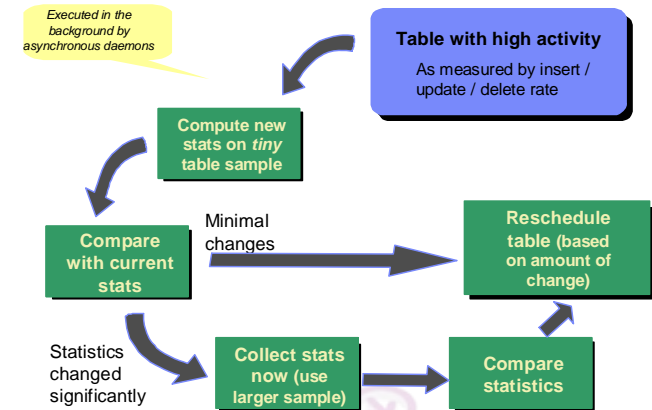 Executed in the
background by
asynchronous daemons
Table with high activity
As measured by insert /
update / delete rate
Compute new
stats on tiny
table sample
Compare
with current
stats
Minimal
changes
Reschedule
table (based
on amount of
change)
Statistics
changed
significantly
Collect stats
now (use
larger sample)
Compare
statistics